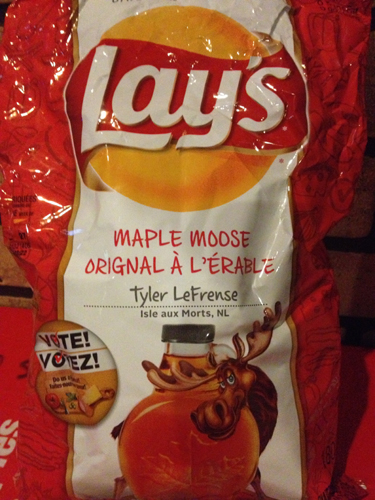 Lay's
MAPLE MOOSE
ORIGNAL À L'ÉRABLE
Tyler LeFrense
Isle aux Morts, NL
VOTE!
VOTEZ!